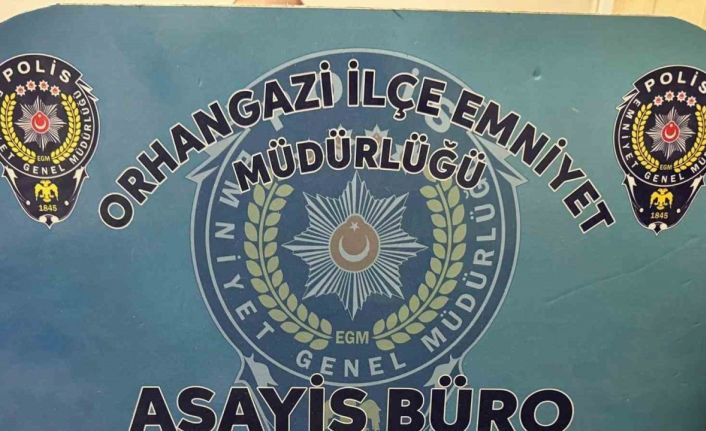 ORHANGAZİ İLÇE EMNİYET
MÜDÜRLÜĞÜ
POLİS
EMNİYET GENEL MÜDÜRLÜĞÜ
EGM
1845
POLİS
EMNİYET GENEL MÜDÜRLÜĞÜ
EGM
POLİS
EMNİYET GENEL MÜDÜRLÜĞÜ
EGM
1845
ASAYİŞ BÜRO